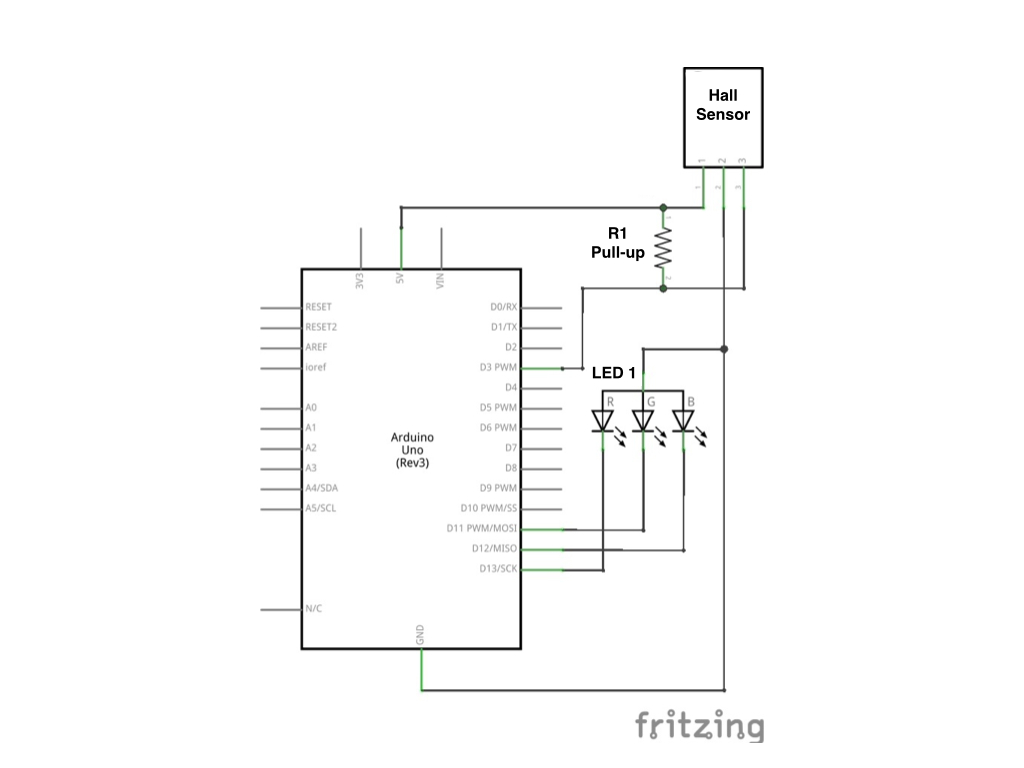 Hall
Sensor
1
2
3
1
2
3
R1
Pull-up
1
2
3V3
5V
VIN
RESET
RESET2
AREF
ioref
A0
A1
A2
A3
A4/SDA
A5/SCL
N/C
Arduino
Uno
(Rev3)
D0/RX
D1/TX
D2
D3 PWM
D4
D5 PWM
D6 PWM
D7
D8
D9 PWM
D10 PWM/SS
D11 PWM/MOSI
D12/MISO
D13/SCK
GND
LED 1
R
G
B
fritzing